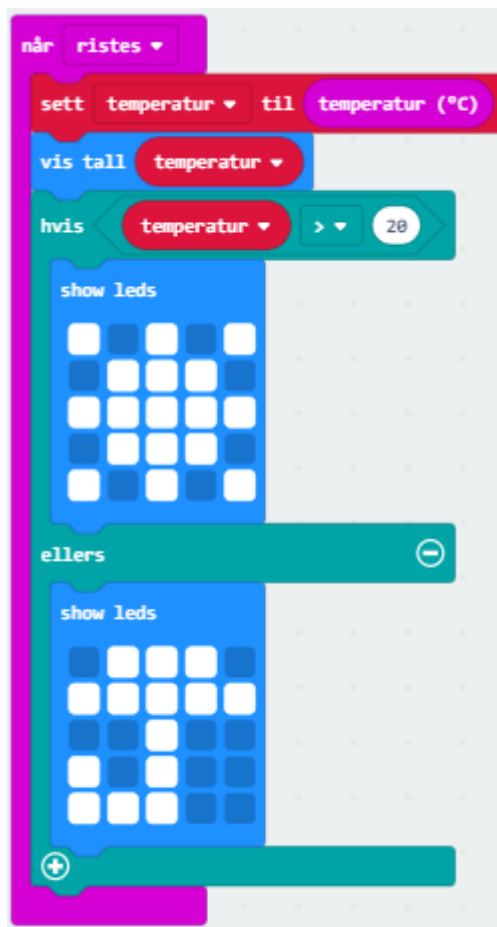 når ristes
sett temperatur til temperatur (°C)
vis tall temperatur
hvis temperatur > 20
show leds
ellers
show leds